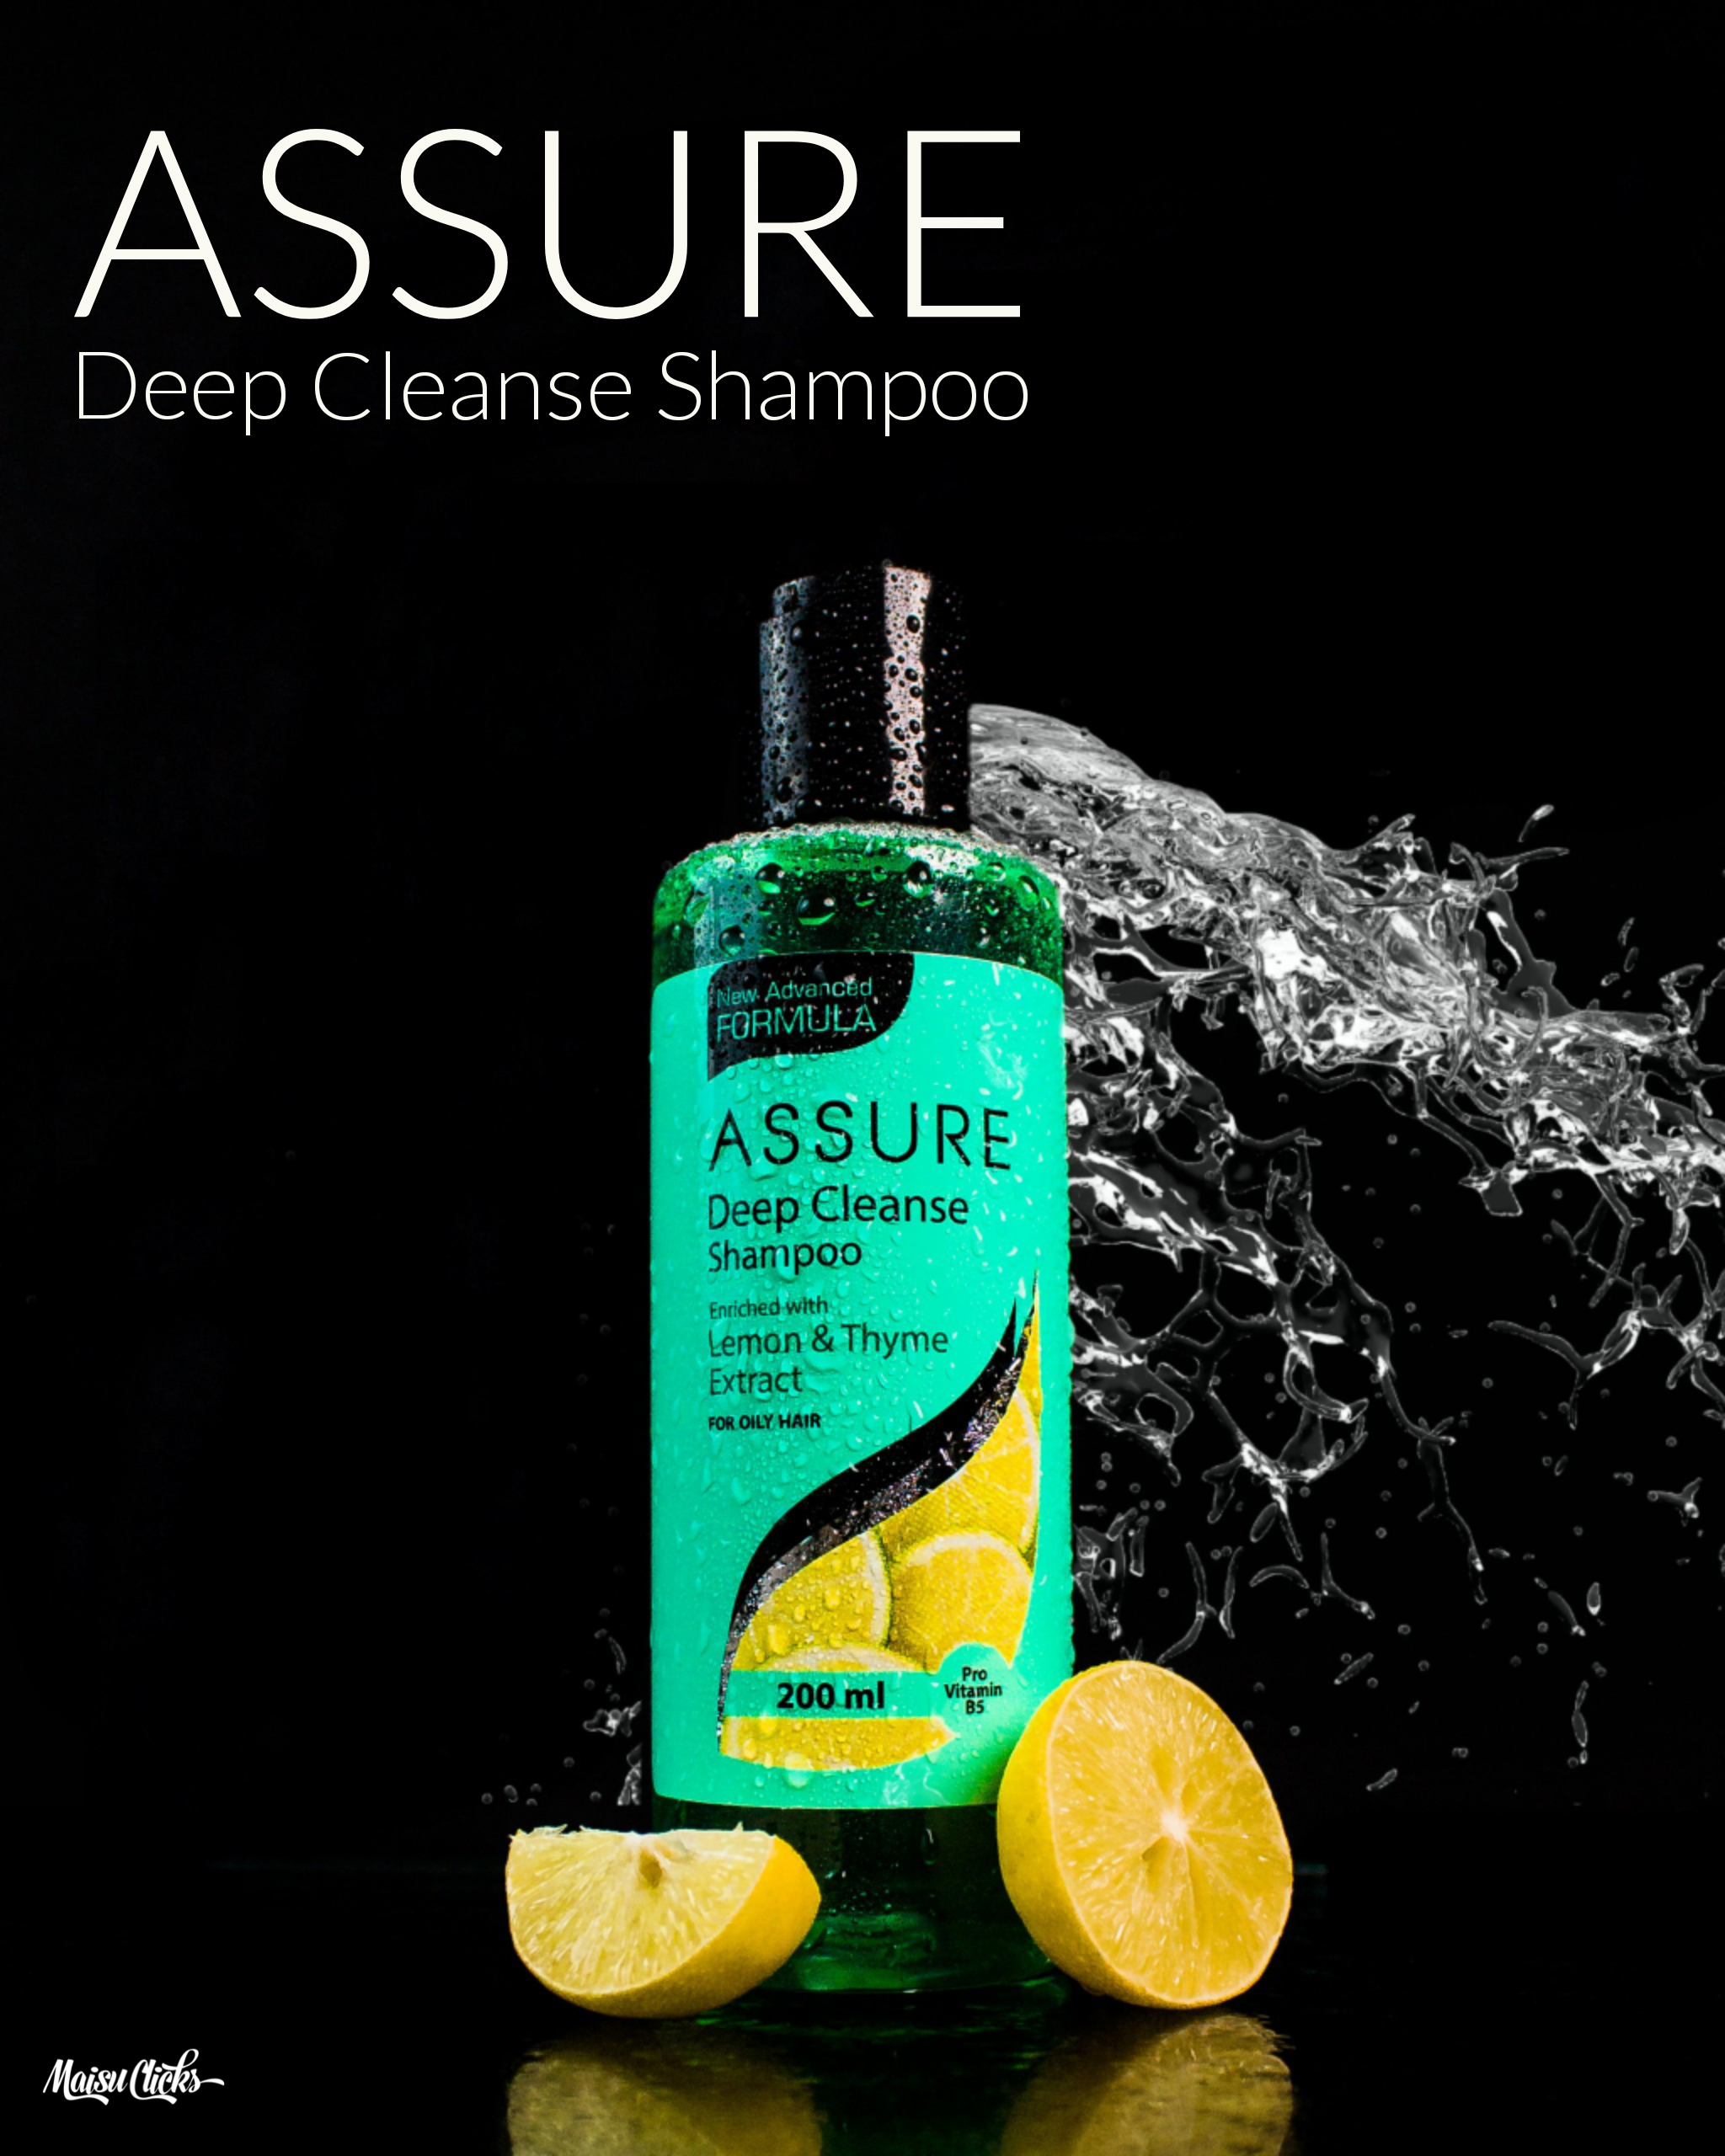 ASSURE
Deep Cleanse Shampoo
New Advanced
FORMULA
ASSURE
Deep Cleanse
Shampoo
Enriched with
Lemon & Thyme
Extract
FOR OILY HAIR
200 ml
Pro
Vitamin
B5
Maisu Clicks